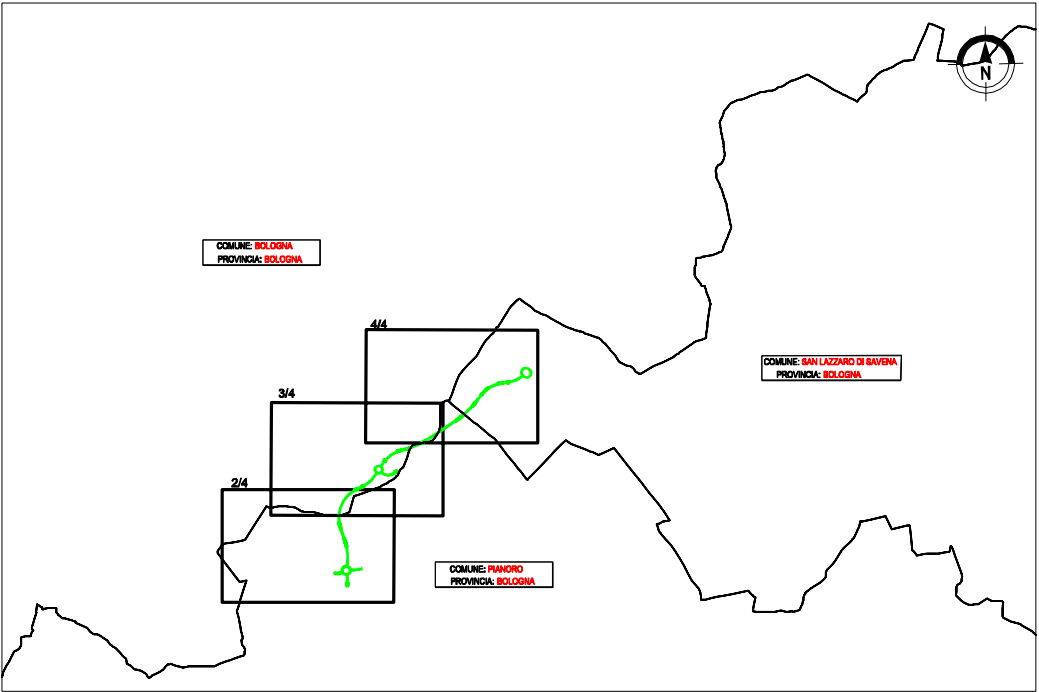 N
COMUNE: BOLOGNA
PROVINCIA: BOLOGNA
4/4
COMUNE: SAN LAZZARO DI SAVENA
PROVINCIA: BOLOGNA
3/4
2/4
COMUNE: PIANORO
PROVINCIA: BOLOGNA